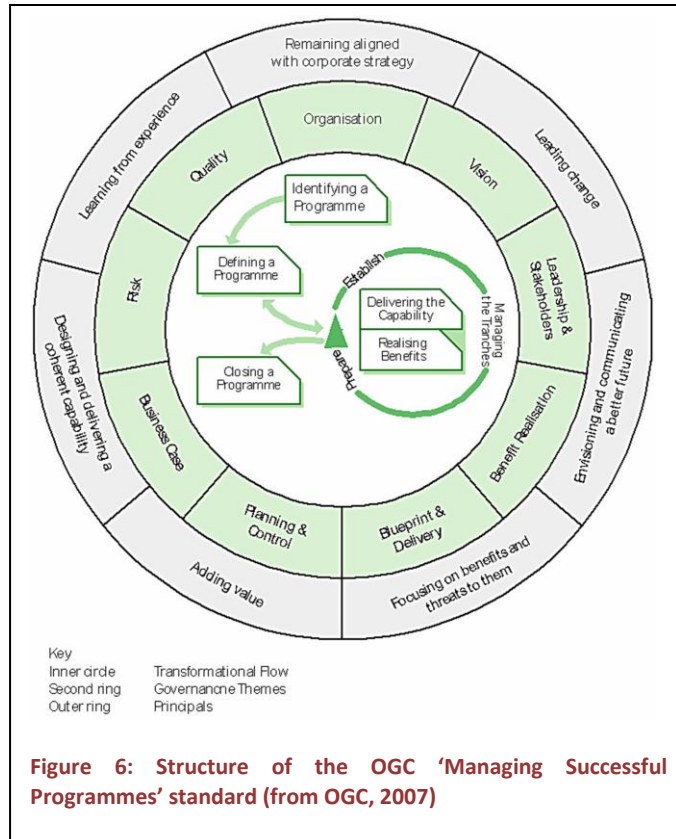 Remaining aligned
with corporate strategy
Leading change
Envisioning and communicating
a better future
Focusing on benefits and
threats to them
Adding value
Designing and delivering a
coherent capability
Learning from experience
Organisation
Vision
Leadership &
Stakeholders
Benefit Realisation
Blueprint &
Delivery
Planning &
Control
Business Case
Risk
Quality
Identifying a
Programme
Defining a
Programme
Closing a
Programme
Establish
Managing
the Tranches
Prepare
Delivering the
Capability
Realising
Benefits
Key
Inner circle Transformational Flow
Second ring Governancne Themes
Outer ring Principals
Figure 6: Structure of the OGC ‘Managing Successful
Programmes’ standard (from OGC, 2007)